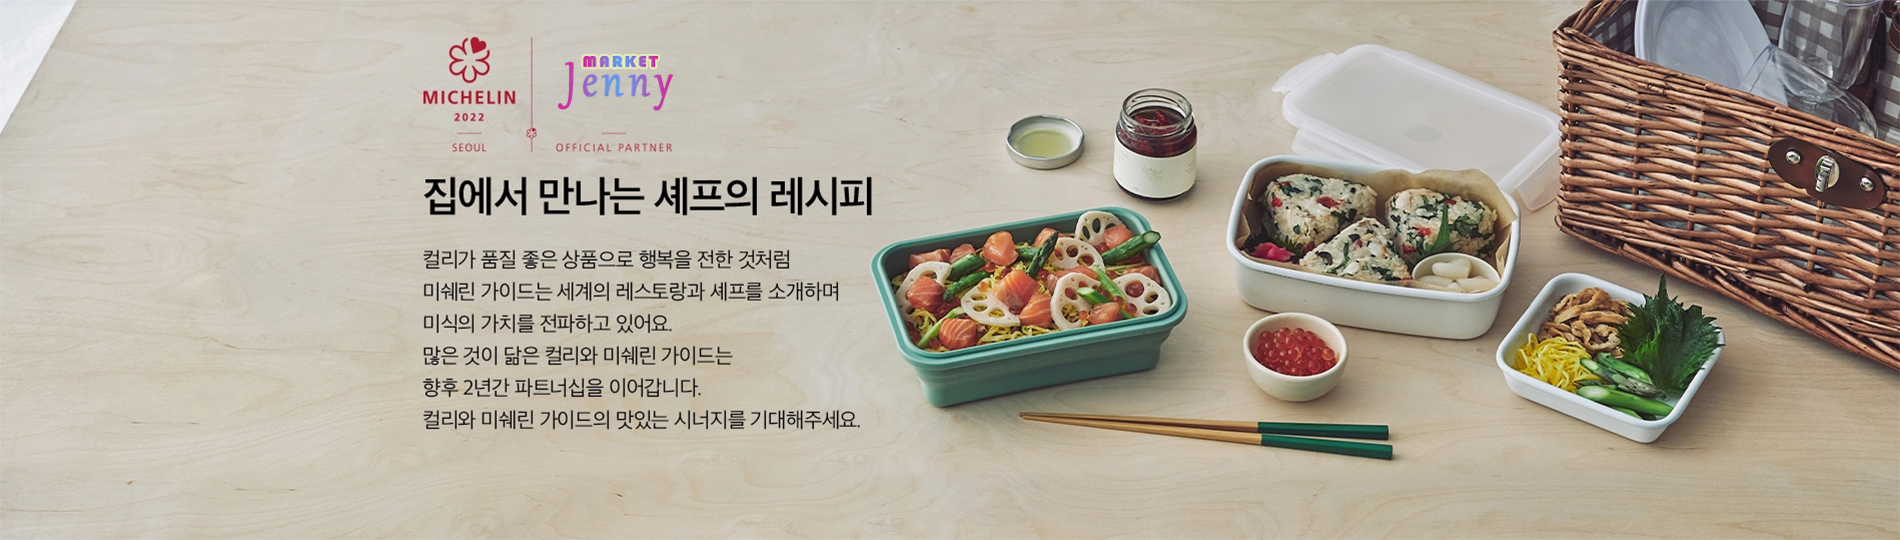 MICHELIN
2022
SEOUL
MARKET
Jenny
OFFICIAL PARTNER
집에서 만나는 셰프의 레시피
컬리가 품질 좋은 상품으로 행복을 전한 것처럼
미쉐린 가이드는 세계의 레스토랑과 셰프를 소개하며
미식의 가치를 전파하고 있어요.
많은 것이 닮은 컬리와 미쉐린 가이드는
향후 2년간 파트너십을 이어갑니다.
컬리와 미쉐린 가이드의 맛있는 시너지를 기대해주세요.